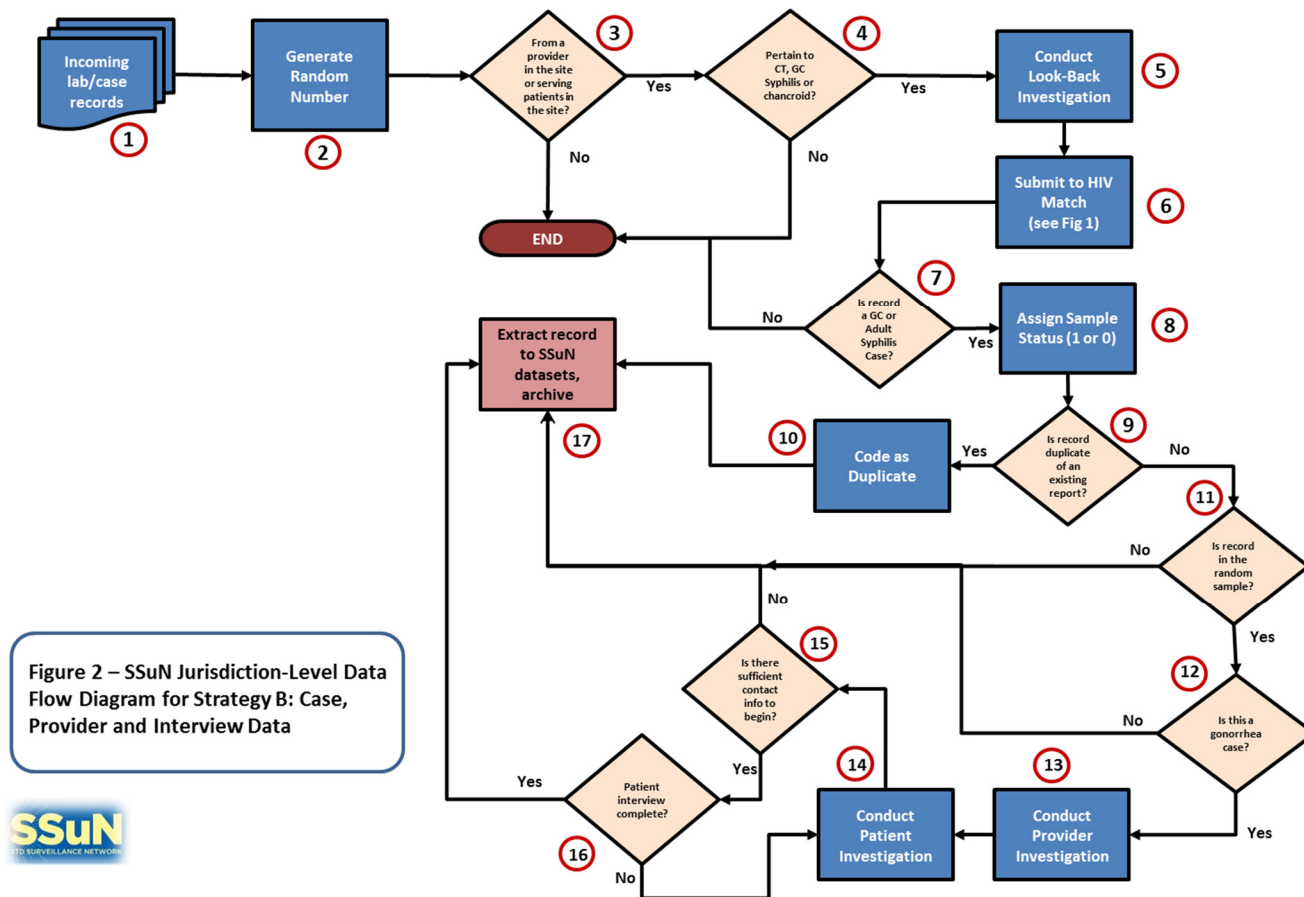 Incoming
lab/case
records
1
Generate
Random
Number
2
From a
provider
in the site
or serving
patients in
the site?
3
Yes
No
Pertain to
CT, GC
Syphilis or
chancroid?
4
Yes
No
Conduct
Look-Back
Investigation
5
Submit to HIV
Match
(see Fig 1)
6
END
Is record
a GC or
Adult
Syphilis
Case?
7
No
Yes
Assign Sample
Status (1 or 0)
8
Is record
duplicate
of an
existing
report?
9
Yes
No
Code as
Duplicate
10
Extract record
to SSuN
datasets,
archive
17
Is record
in the
random
sample?
11
No
Yes
Is this a
gonorrhea
case?
12
No
Yes
Conduct
Provider
Investigation
13
Conduct
Patient
Investigation
14
Is there
sufficient
contact
info to
begin?
15
No
Yes
Patient
interview
complete?
16
Yes
No
Figure 2 – SSuN Jurisdiction-Level Data
Flow Diagram for Strategy B: Case,
Provider and Interview Data
SSuN
STD SURVEILLANCE NETWORK